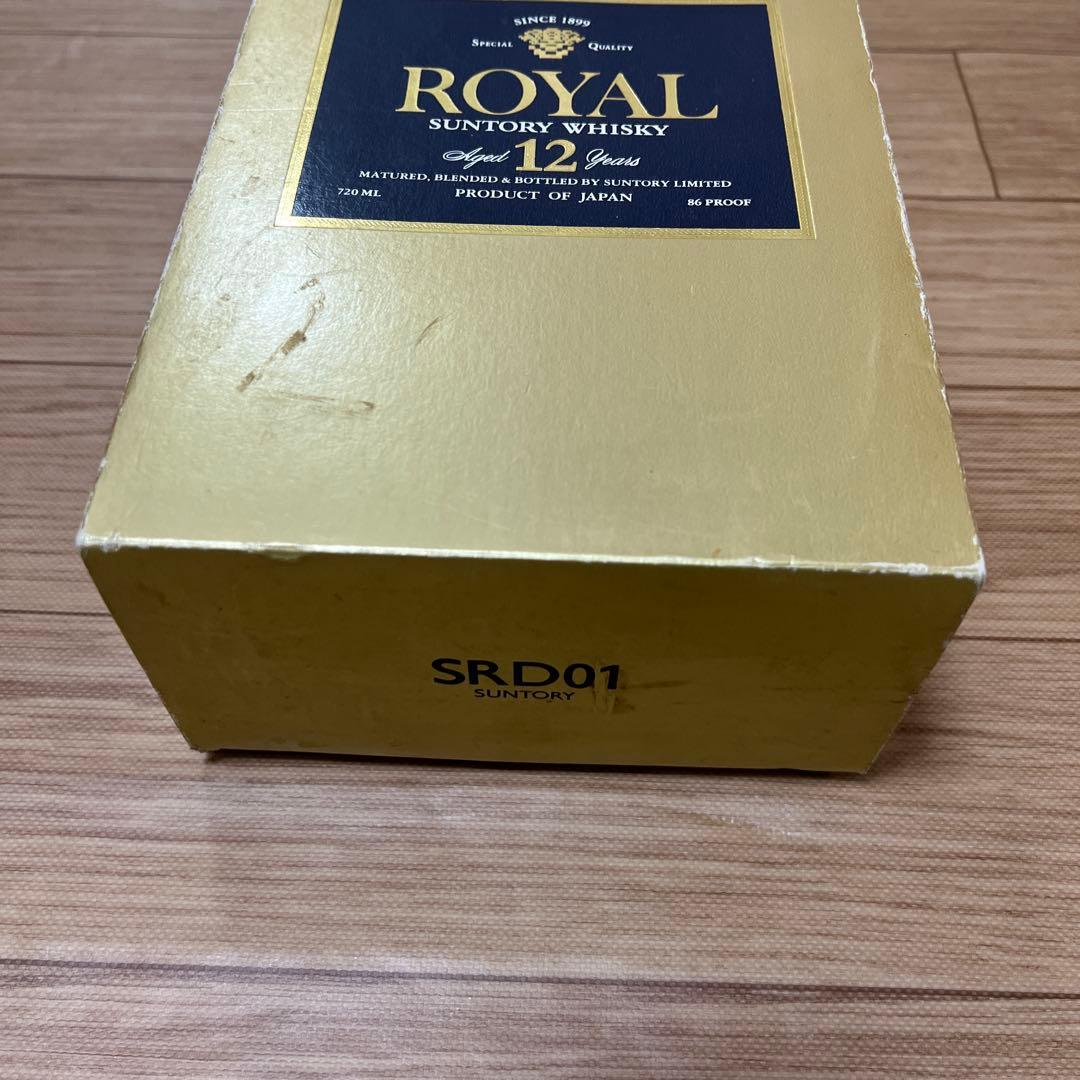 SINCE 1899
SPECIAL QUALITY
ROYAL
SUNTORY WHISKY
Aged 12 Years
MATURED, BLENDED & BOTTLED BY SUNTORY LIMITED
720 ML PRODUCT OF JAPAN 86 PROOF
SRD01
SUNTORY